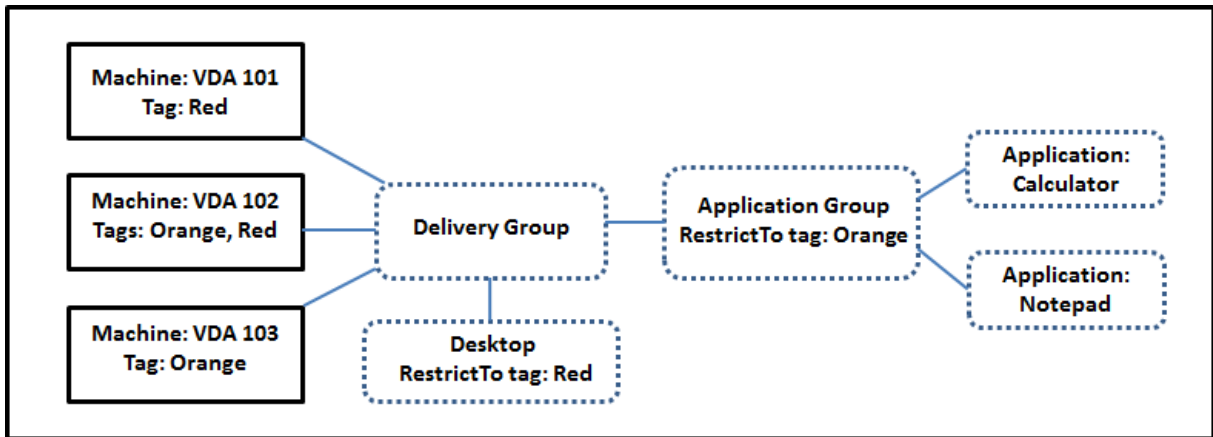 Machine: VDA 101
Tag: Red
Machine: VDA 102
Tags: Orange, Red
Machine: VDA 103
Tag: Orange
Delivery Group
Desktop
RestrictTo tag: Red
Application Group
RestrictTo tag: Orange
Application:
Calculator
Application:
Notepad